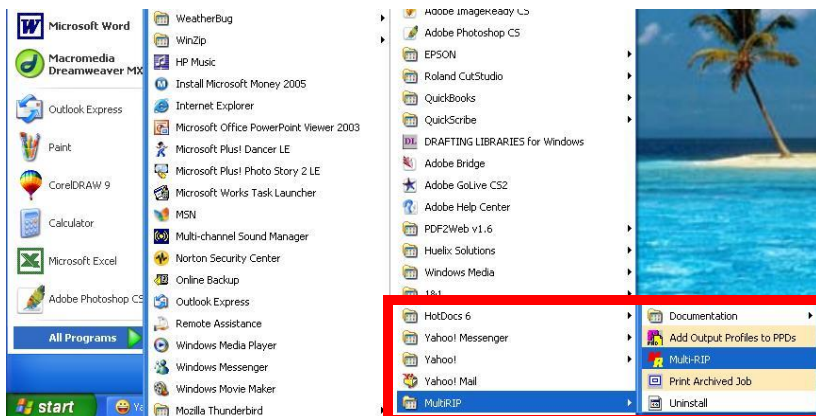 Microsoft Word
Macromedia
Dreamweaver MX
Outlook Express
Paint
CorelDRAW 9
Calculator
Microsoft Excel
Adobe Photoshop CS
All Programs
start
WeatherBug
WinZip
HP Music
Install Microsoft Money 2005
Internet Explorer
Microsoft Office PowerPoint Viewer 2003
Microsoft Plus! Dancer LE
Microsoft Plus! Photo Story 2 LE
Microsoft Works Task Launcher
MSN
Multi-channel Sound Manager
Norton Security Center
Online Backup
Outlook Express
Remote Assistance
Windows Media Player
Windows Messenger
Windows Movie Maker
Mozilla Thunderbird
Adobe ImageReady CS
Adobe Photoshop CS
EPSON
Roland CutStudio
QuickBooks
QuickScribe
DL DRAFTING LIBRARIES for Windows
Adobe Bridge
Adobe GoLive CS2
Adobe Help Center
PDF2Web v1.6
Huelix Solutions
Windows Media
1&1
HotDocs 6
Yahoo! Messenger
Yahoo!
Yahoo! Mail
MultiRIP
Documentation
Add Output Profiles to PPDs
Multi-RIP
Print Archived Job
Uninstall